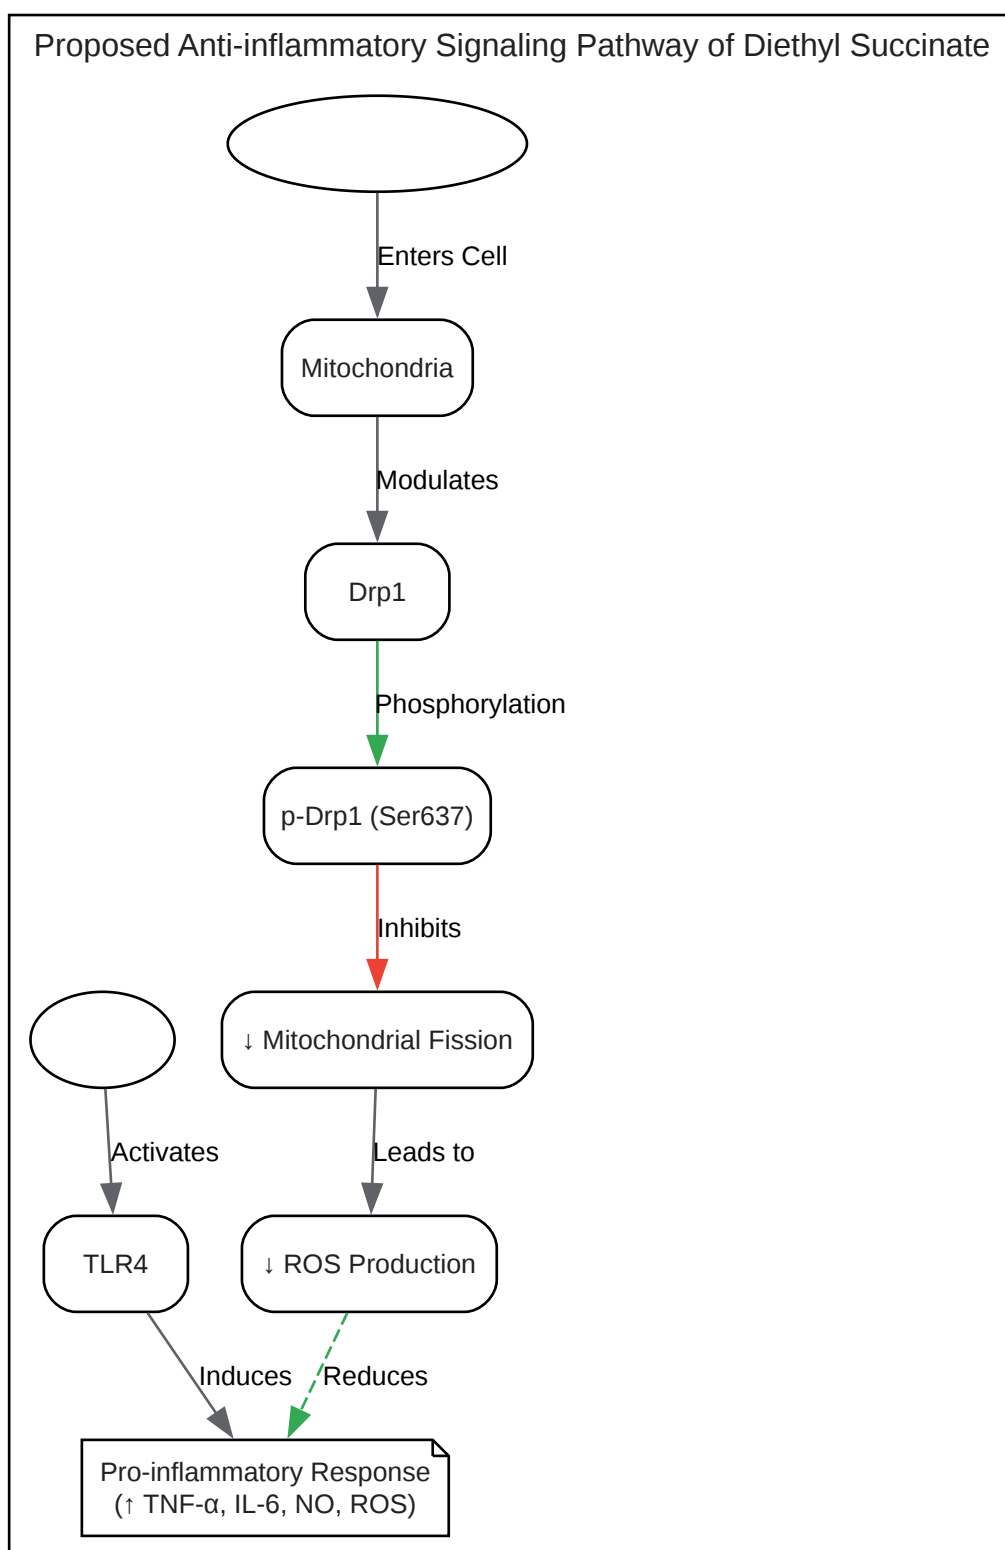 Proposed Anti-inflammatory Signaling Pathway of Diethyl Succinate
Enters Cell
Mitochondria
Modulates
Drp1
Phosphorylation
p-Drp1 (Ser637)
Inhibits
↓ Mitochondrial Fission
Activates
Leads to
TLR4
↓ ROS Production
Induces
Reduces
Pro-inflammatory Response
(↑ TNF-α, IL-6, NO, ROS)